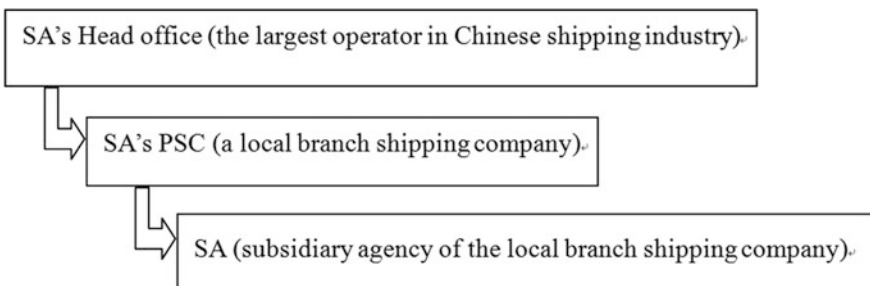 SA’s Head office (the largest operator in Chinese shipping industry)
SA’s PSC (a local branch shipping company)
SA (subsidiary agency of the local branch shipping company)